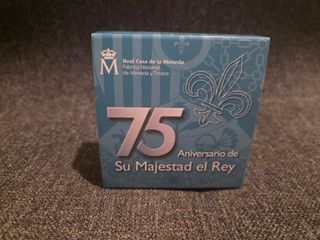 Real Casa de la Moneda
Fábrica Nacional
de Moneda y Timbre
M
75
Aniversario de
Su Majestad el Rey